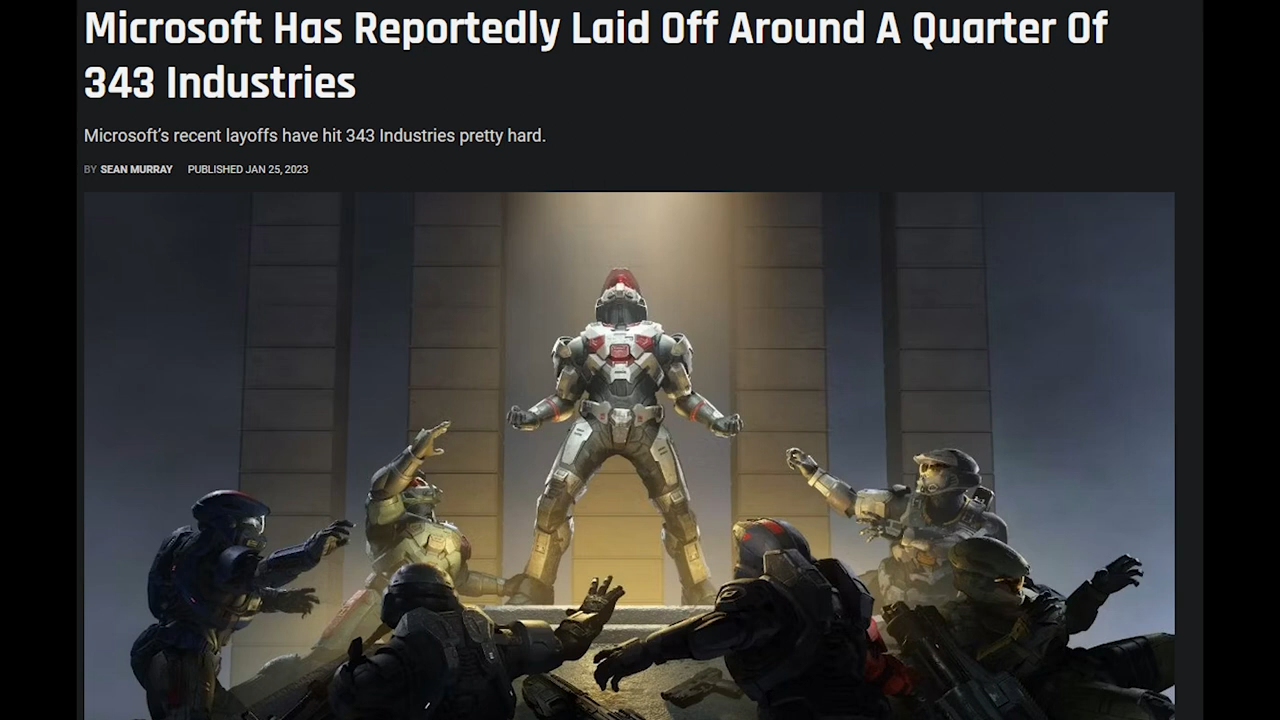 Microsoft Has Reportedly Laid Off Around A Quarter Of
343 Industries
Microsoft's recent layoffs have hit 343 Industries pretty hard.
BY SEAN MURRAY PUBLISHED JAN 25, 2023